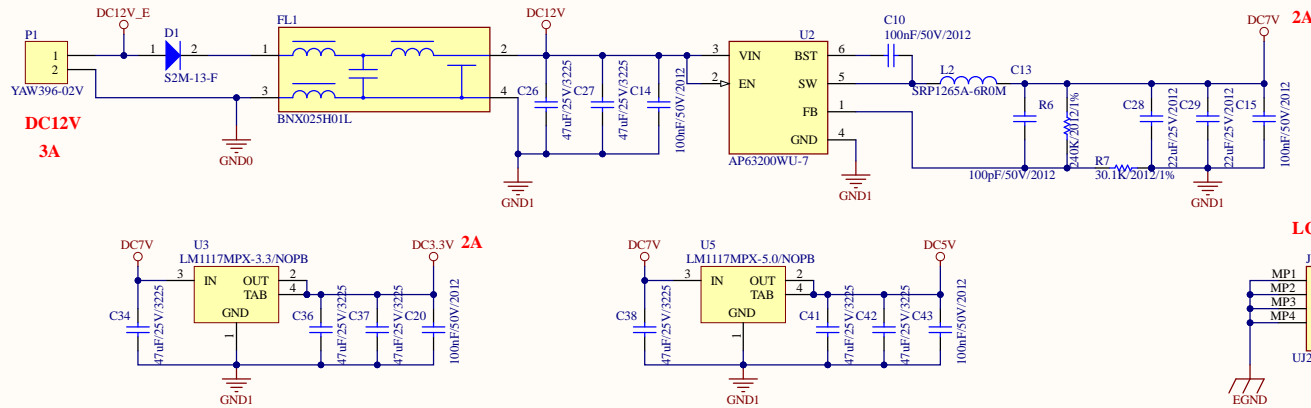 DC12V_E
P1
1
2
YAW396-02V
DC12V
3A
1
D1
2
S2M-13-F
GND0
FL1
1
2
3
4
BNX025H01L
DC12V
C26
47uF/25V/3225
C27
47uF/25V/3225
C14
100nF/50V/2012
GND1
U2
3
VIN
BST
6
2
EN
SW
5
FB
1
GND
4
AP63200WU-7
GND1
C10
100nF/50V/2012
L2
SRP1265A-6R0M
C13
100pF/50V/2012
R6
240K/2012/1%
R7
30.1K/2012/1%
C28
22uF/25V/2012
C29
22uF/25V/2012
C15
100nF/50V/2012
DC7V
2A
GND1
DC7V
U3
LM1117MPX-3.3/NOPB
3
IN
OUT
2
TAB
4
GND
1
C34
47uF/25V/3225
C36
47uF/25V/3225
C37
47uF/25V/3225
C20
100nF/50V/2012
DC3.3V
2A
GND1
DC7V
U5
LM1117MPX-5.0/NOPB
3
IN
OUT
2
TAB
4
GND
1
C38
47uF/25V/3225
C41
47uF/25V/3225
C42
47uF/25V/3225
C43
100nF/50V/2012
DC5V
GND1
MP1
MP2
MP3
MP4
UJ2
EGND